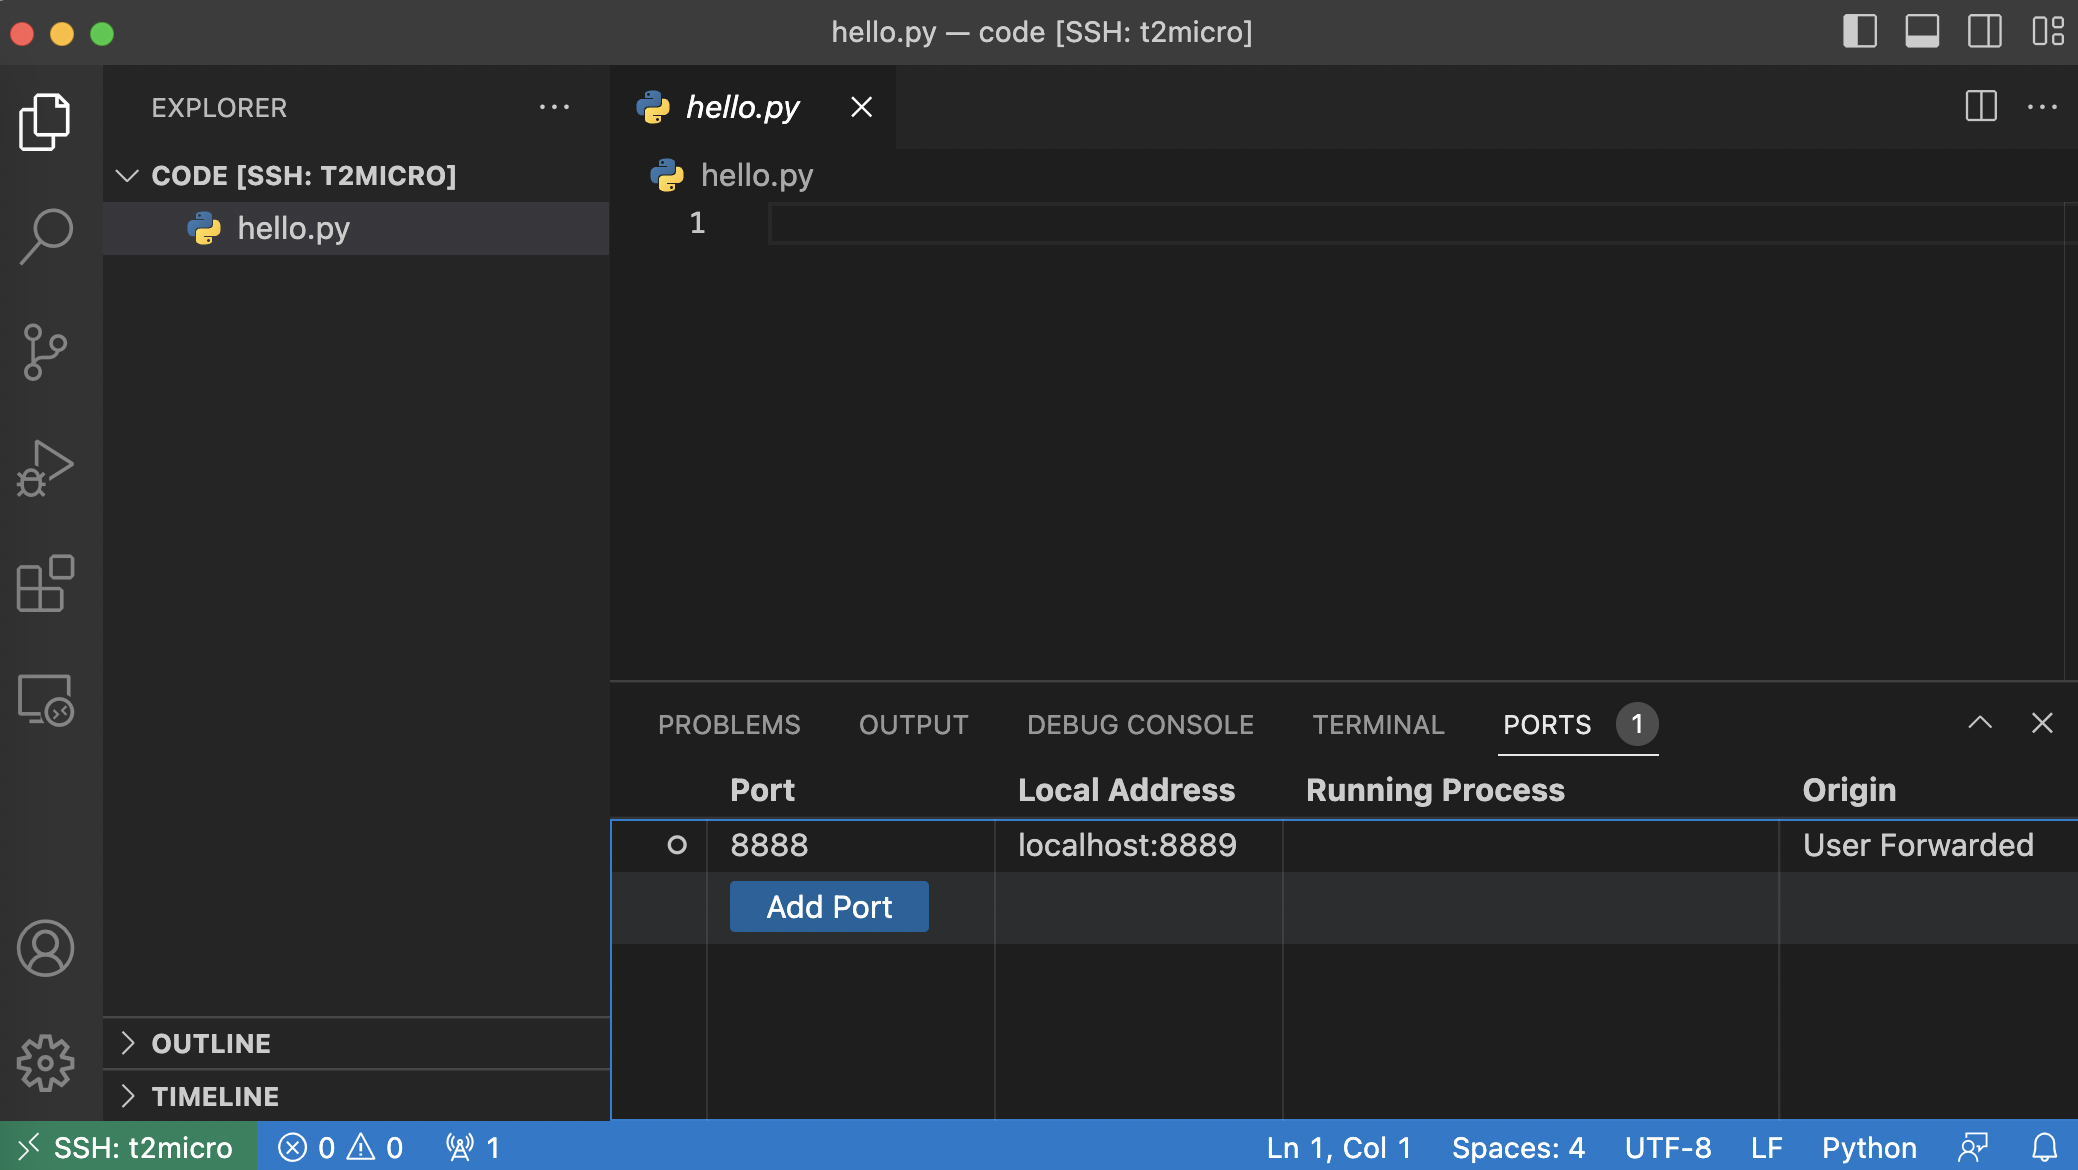 hello.py — code [SSH: t2micro]
EXPLORER
CODE [SSH: T2MICRO]
hello.py
OUTLINE
TIMELINE
hello.py
hello.py
1
PROBLEMS OUTPUT DEBUG CONSOLE TERMINAL PORTS 1
Port Local Address Running Process Origin
8888 localhost:8889 User Forwarded
Add Port
SSH: t2micro 0 0 1 Ln 1, Col 1 Spaces: 4 UTF-8 LF Python